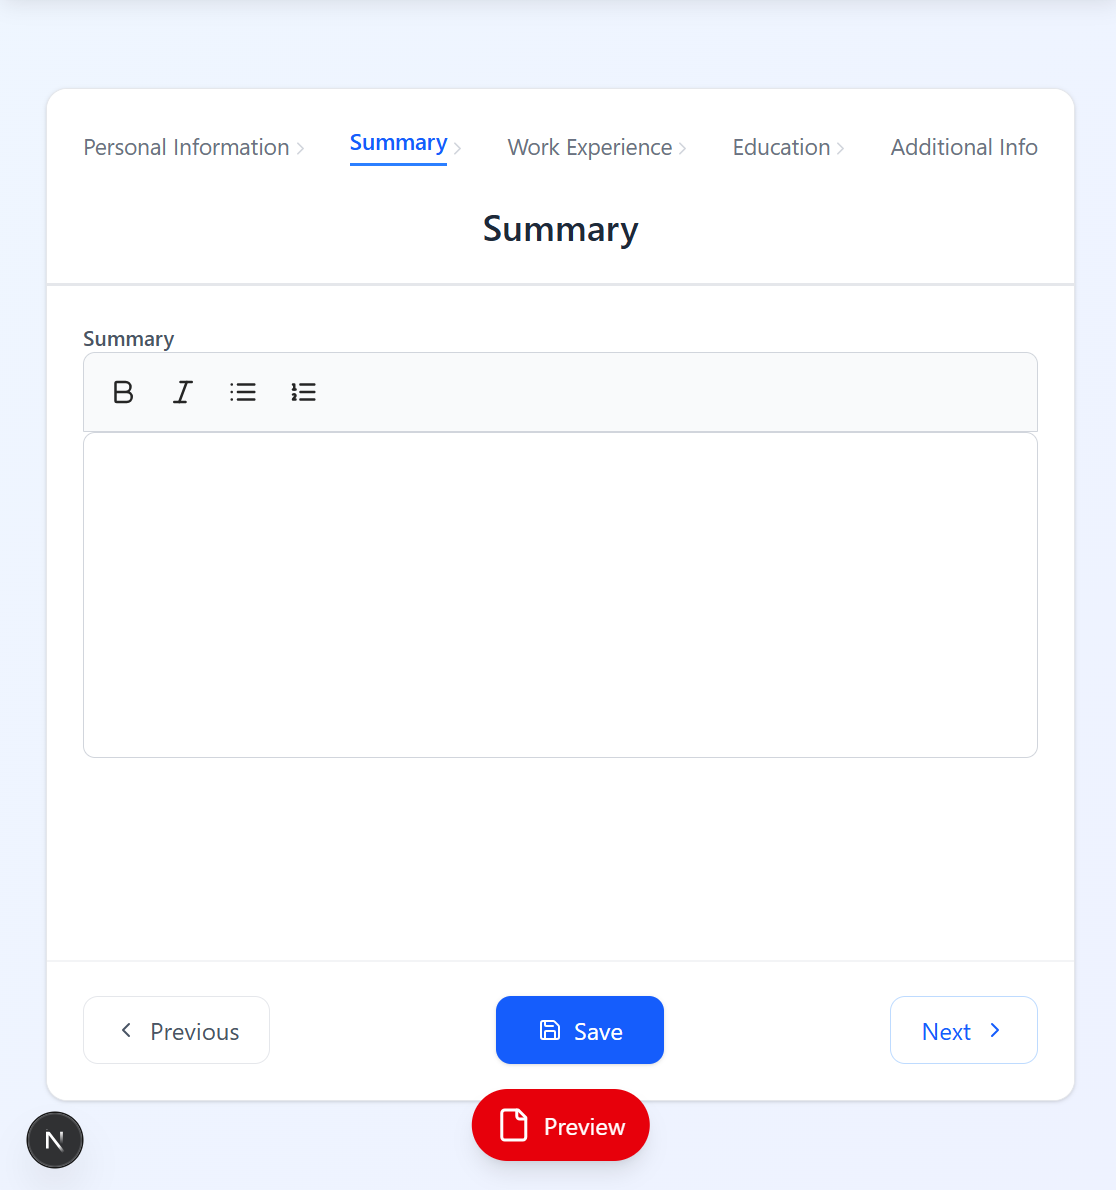 Personal Information
Summary
Work Experience
Education
Additional Info
Summary
Summary
B I
Previous
Save
Next
Preview
N